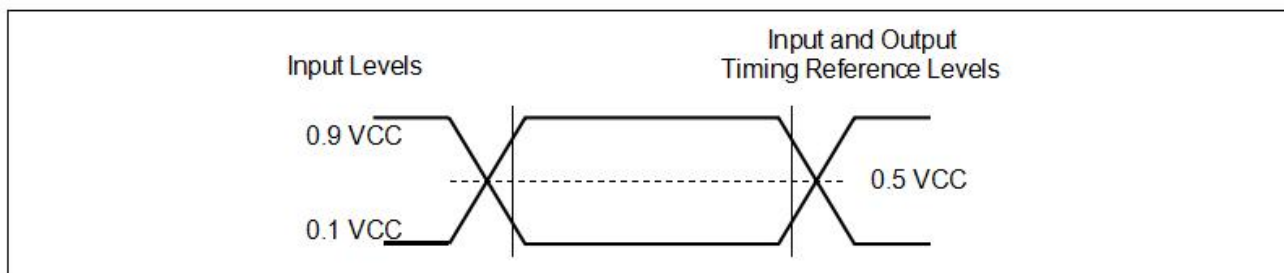 Input and Output
Input Levels
Timing Reference Levels
0.9 VCC
0.5 VCC
0.1 VCC